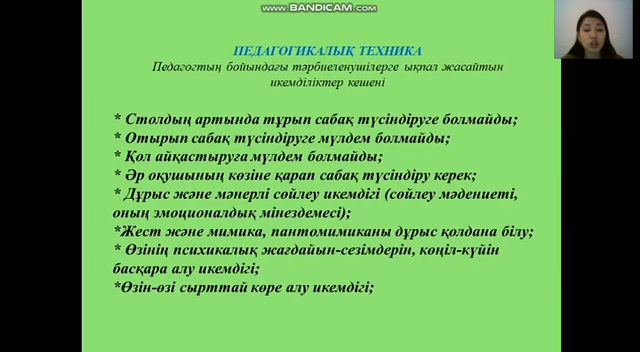 www.BANDICAM.com
ПЕДАГОГИКАЛЫҚ ТЕХНИКА
Педагогтың бойындағы тәрбиеленушілерге ықпал жасайтын
икемділіктер кешені
* Столдың артында тұрып сабақ түсіндіруге болмайды;
* Отырып сабақ түсіндіруге мүлдем болмайды;
* Қол айқастыруға мүлдем болмайды;
* Әр оқушының көзіне қарап сабақ түсіндіру керек;
* Дұрыс және мәнерлі сөйлеу икемдігі (сөйлеу мәдениеті,
оның эмоционалдық мінездемесі);
*Жест және мимика, пантомимиканы дұрыс қолдана білу;
* Өзінің психикалық жағдайын-сезімдерін, көңіл-күйін
басқара алу икемдігі;
*Өзін-өзі сырттай көре алу икемдігі;